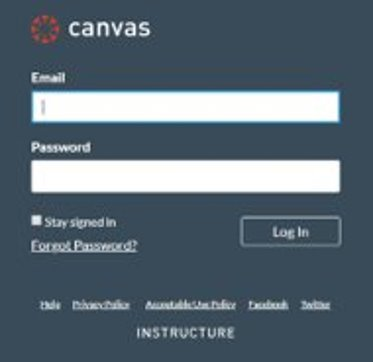 canvas
Email
Password
Stay signed in
Log In
Forgot Password?
Help Privacy Policy Acceptable Use Policy Facebook Twitter
INSTRUCTURE